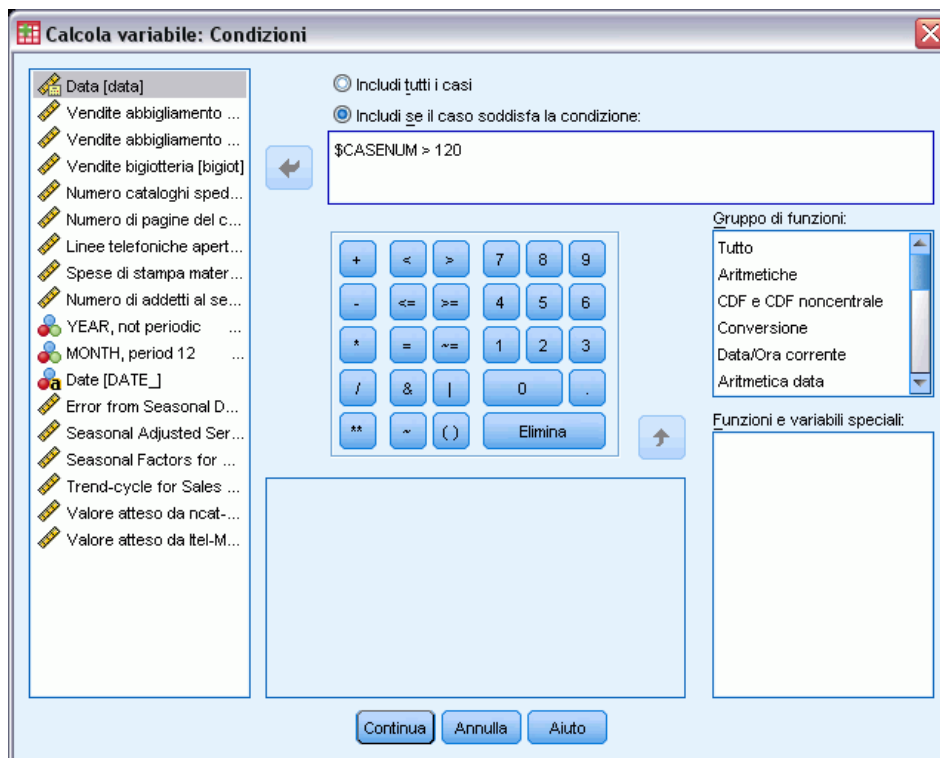 Calcola variabile: Condizioni
Data [data]
Vendite abbigliamento ...
Vendite abbigliamento ...
Vendite bigiotteria [bigiot]
Numero cataloghi sped...
Numero di pagine del c...
Linee telefoniche apert...
Spese di stampa mater...
Numero di addetti al se...
YEAR, not periodic ...
MONTH, period 12 ...
Date [DATE_]
Error from Seasonal D...
Seasonal Adjusted Ser...
Seasonal Factors for ...
Trend-cycle for Sales ...
Valore atteso da ncat-...
Valore atteso da ltel-M...
Includi tutti i casi
Includi se il caso soddisfa la condizione:
$CASENUM > 120
+ < > 7 8 9
- <= >= 4 5 6
* = ~= 1 2 3
/ & | 0 .
** ~ ( ) Elimina
Gruppo di funzioni:
Tutto
Aritmetiche
CDF e CDF noncentrale
Conversione
Data/Ora corrente
Aritmetica data
Funzioni e variabili speciali:
Continua Annulla Aiuto